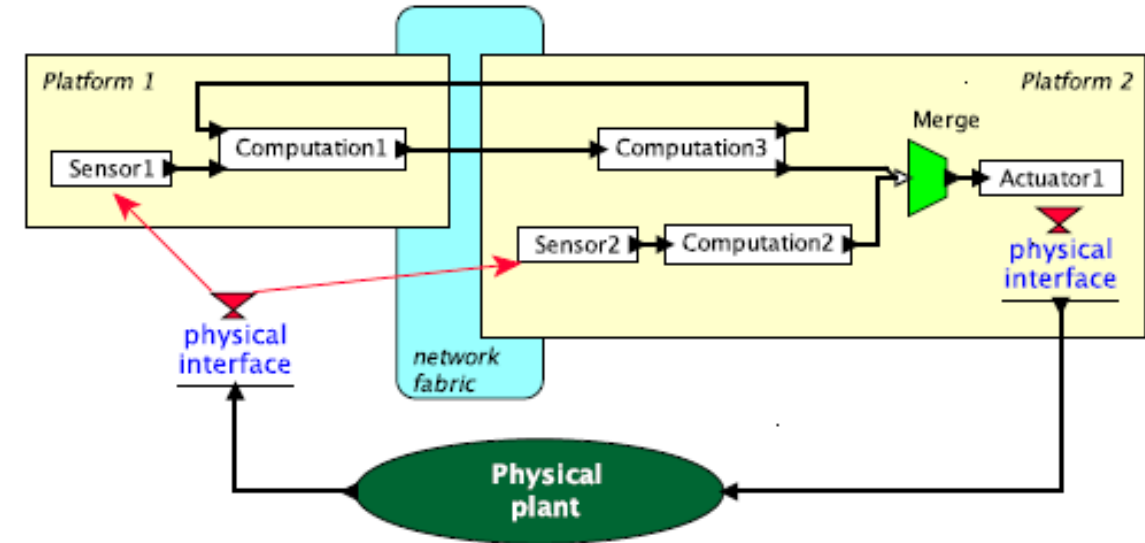 Platform 1
Platform 2
Merge
Computation1
Computation3
Sensor1
Actuator1
Sensor2
Computation2
physical
interface
physical
interface
network
fabric
Physical
plant